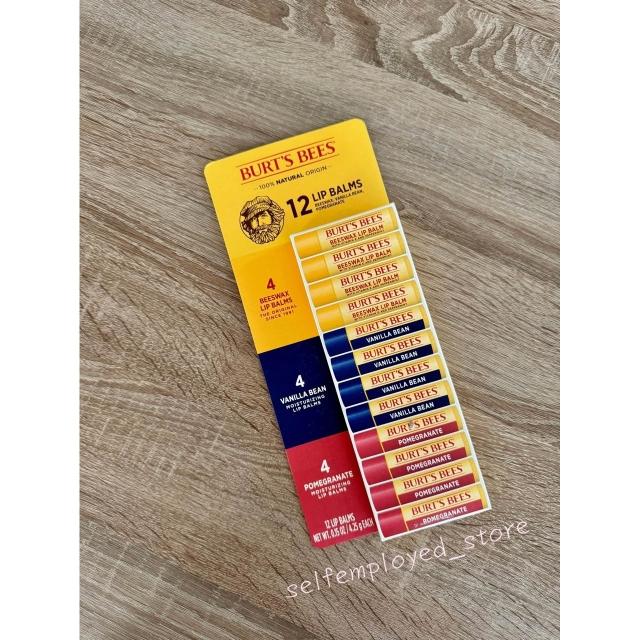 BURT'S BEES
100% NATURAL ORIGIN
12 LIP BALMS
BEESWAX, VANILLA BEAN,
POMEGRANATE
4
BEESWAX
LIP BALMS
THE ORIGINAL
SINCE 1991
4
VANILLA BEAN
MOISTURIZING
LIP BALMS
4
POMEGRANATE
MOISTURIZING
LIP BALMS
12 LIP BALMS
NET WT. 0.15 OZ / 4.25 g EACH
BURT'S BEES
BEESWAX LIP BALM
BURT'S BEES
BEESWAX LIP BALM
BURT'S BEES
BEESWAX LIP BALM
BURT'S BEES
BEESWAX LIP BALM
BURT'S BEES
VANILLA BEAN
BURT'S BEES
VANILLA BEAN
BURT'S BEES
VANILLA BEAN
BURT'S BEES
VANILLA BEAN
BURT'S BEES
POMEGRANATE
BURT'S BEES
POMEGRANATE
BURT'S BEES
POMEGRANATE
BURT'S BEES
POMEGRANATE
selfemployed_store